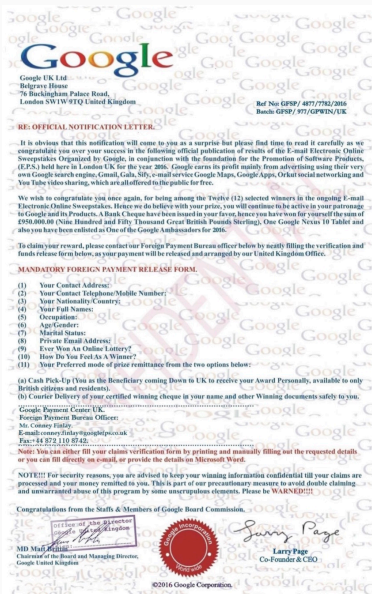 Google
Google UK Ltd
Belgrave House
76 Buckingham Palace Road,
London SW1W 9TQ United Kingdom
Ref No: GFSP/ 4877/7782/2016
Batch: GFSP/ 977/GPWIN/UK
RE: OFFICIAL NOTIFICATION LETTER.
It is obvious that this notification will come to you as a surprise but please find time to read it carefully as we
congratulate you over your success in the following official publication of results of the E-mail Electronic Online
Sweepstakes Organized by Google, in conjunction with the foundation for the Promotion of Software Products,
(F.P.S.) held here in London UK for the year 2016. Google earns its profit mainly from advertising using their very
own Google search engine, Gmail, Gala, Sify, e-mail service Google Maps, Google Apps, Orkut social networking and
You Tube video sharing, which are all offered to the public for free.
We wish to congratulate you once again, for being among the Twelve (12) selected winners in the ongoing E-mail
Electronic Online Sweepstakes. Hence we do believe with your prize, you will continue to be active in your patronage
to Google and its Products. A Bank Cheque have been issued in your favor, hence you have won for yourself the sum of
£950.000.00 (Nine Hundred and Fifty Thousand Great British Pounds Sterling), One Google Nexus 10 Tablet and
also you have been enlisted as One of the Google Ambassadors for 2016.
To claim your reward, please contact our Foreign Payment Bureau officer below by neatly filling the verification and
funds release form below, as your payment will be released and arranged by our United Kingdom Office.
MANDATORY FOREIGN PAYMENT RELEASE FORM.
(1) Your Contact Address:
(2) Your Contact Telephone/Mobile Number:
(3) Your Nationality/Country:
(4) Your Full Names:
(5) Occupation:
(6) Age/Gender:
(7) Marital Status:
(8) Private Email Address:
(9) Ever Won An Online Lottery?
(10) How Do You Feel As A Winner?
(11) Your Preferred mode of prize remittance from the two options below:
(a) Cash Pick-Up (You as the Beneficiary coming Down to UK to receive your Award Personally, available to only
British citizens and residents).
(b) Courier Delivery of your certified winning cheque in your name and other Winning documents safely to you.
Google Payment Center UK.
Foreign Payment Bureau Officer:
Mr. Conney Finlay
E-mail:conney.finlay@googlefps.co.uk
Fax:+44 872 110 8742.
Note: You can either fill your claims verification form by printing and manually filling out the requested details
or you can fill directly on e-mail, or provide the details on Microsoft Word.
NOTE!!! For security reasons, you are advised to keep your winning information confidential till your claims are
processed and your money remitted to you. This is part of our precautionary measure to avoid double claiming
and unwarranted abuse of this program by some unscrupulous elements. Please be WARNED!!!!
Congratulations from the Staffs & Members of Google Board Commission.
Office of the Director
Google United Kingdom
Larry Page
MD Matt Brittin
Chairman of the Board and Managing Director,
Google United Kingdom
Larry Page
Co-Founder & CEO
©2016 Google Corporation.